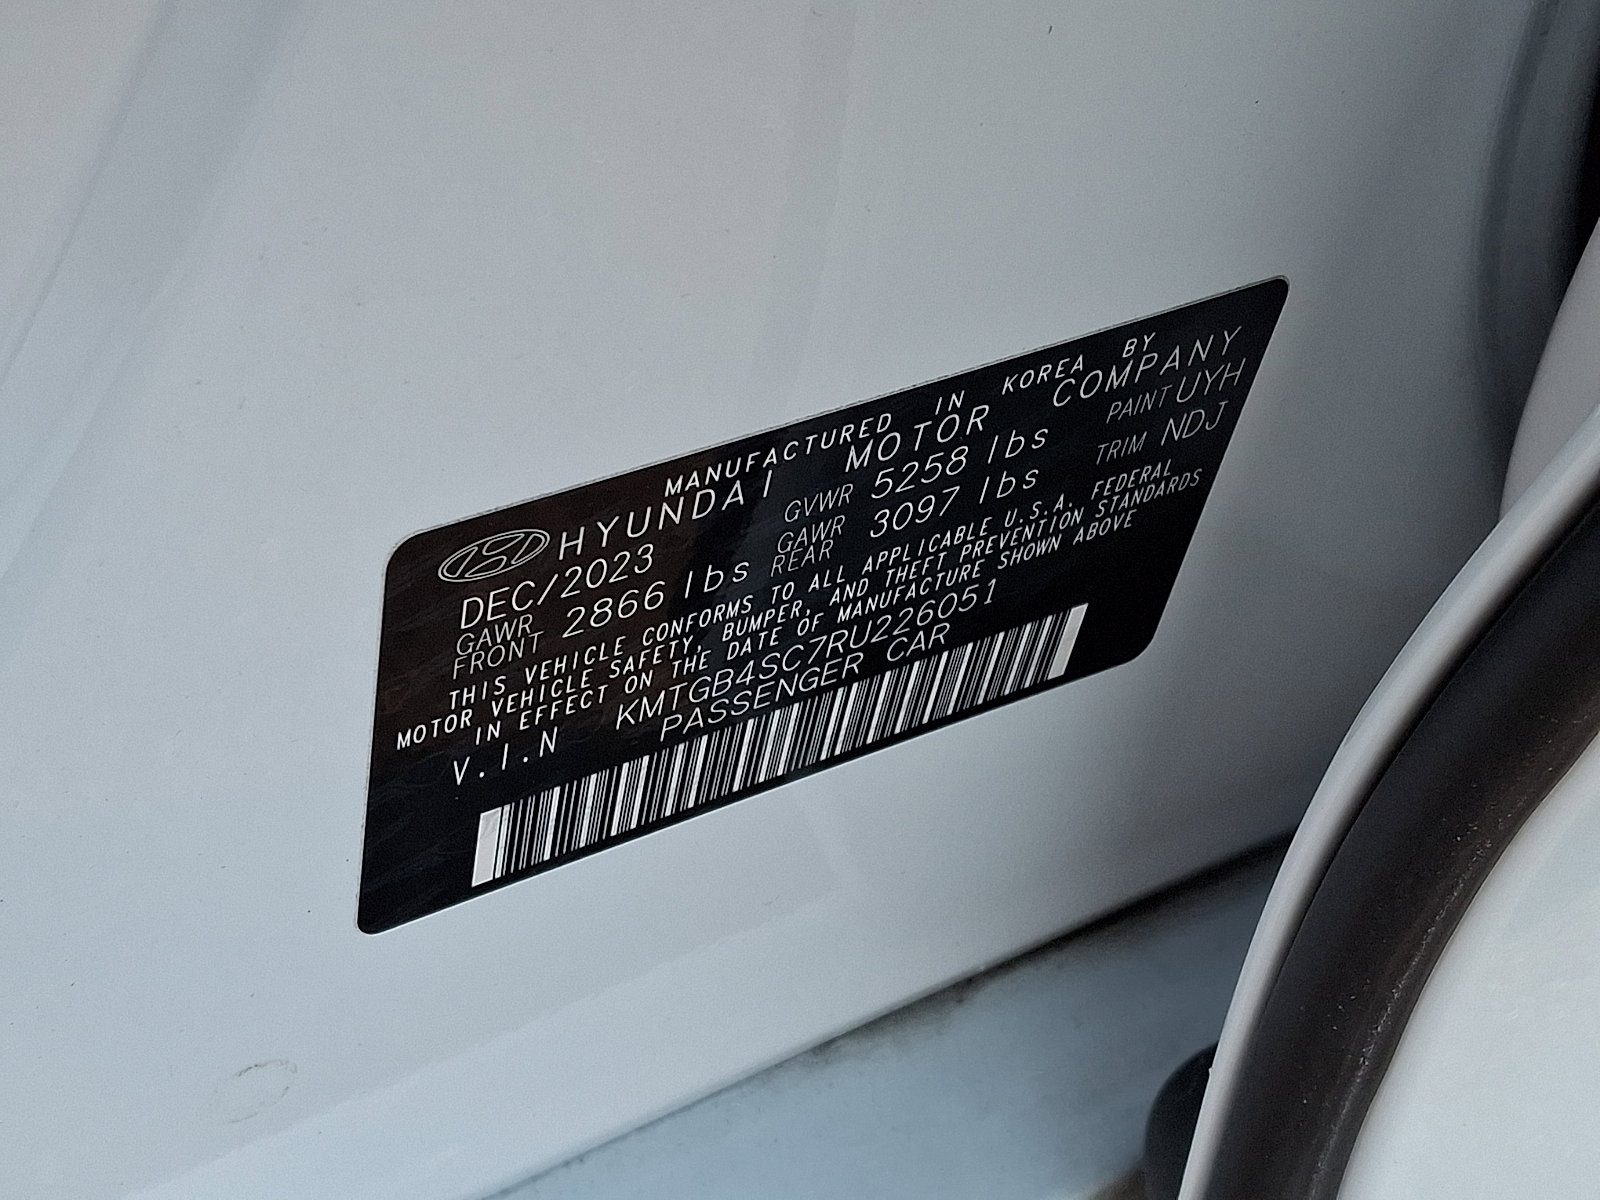 MANUFACTURED IN KOREA BY
HYUNDAI MOTOR COMPANY
DEC/2023 GVWR 5258 lbs PAINT UYH
GAWR FRONT 2866 lbs GAWR REAR 3097 lbs TRIM NDJ
THIS VEHICLE CONFORMS TO ALL APPLICABLE U.S.A. FEDERAL
MOTOR VEHICLE SAFETY, BUMPER, AND THEFT PREVENTION STANDARDS
IN EFFECT ON THE DATE OF MANUFACTURE SHOWN ABOVE
V.I.N KMTGB4SC7RU226051
PASSENGER CAR